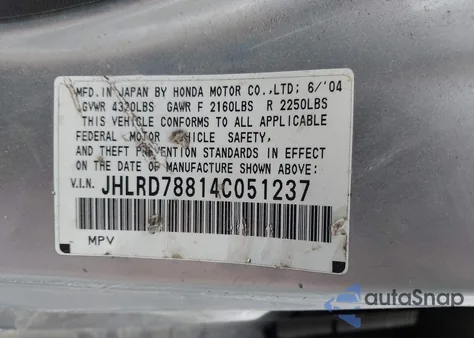 MFD. IN JAPAN BY HONDA MOTOR CO.,LTD; 6/'04
GVWR 4320LBS GAWR F 2160LBS R 2250LBS
THIS VEHICLE CONFORMS TO ALL APPLICABLE
FEDERAL MOTOR VEHICLE SAFETY,
AND THEFT PREVENTION STANDARDS IN EFFECT
ON THE DATE OF MANUFACTURE SHOWN ABOVE:
V.I.N. JHLRD78814C051237
MPV
autoSnap